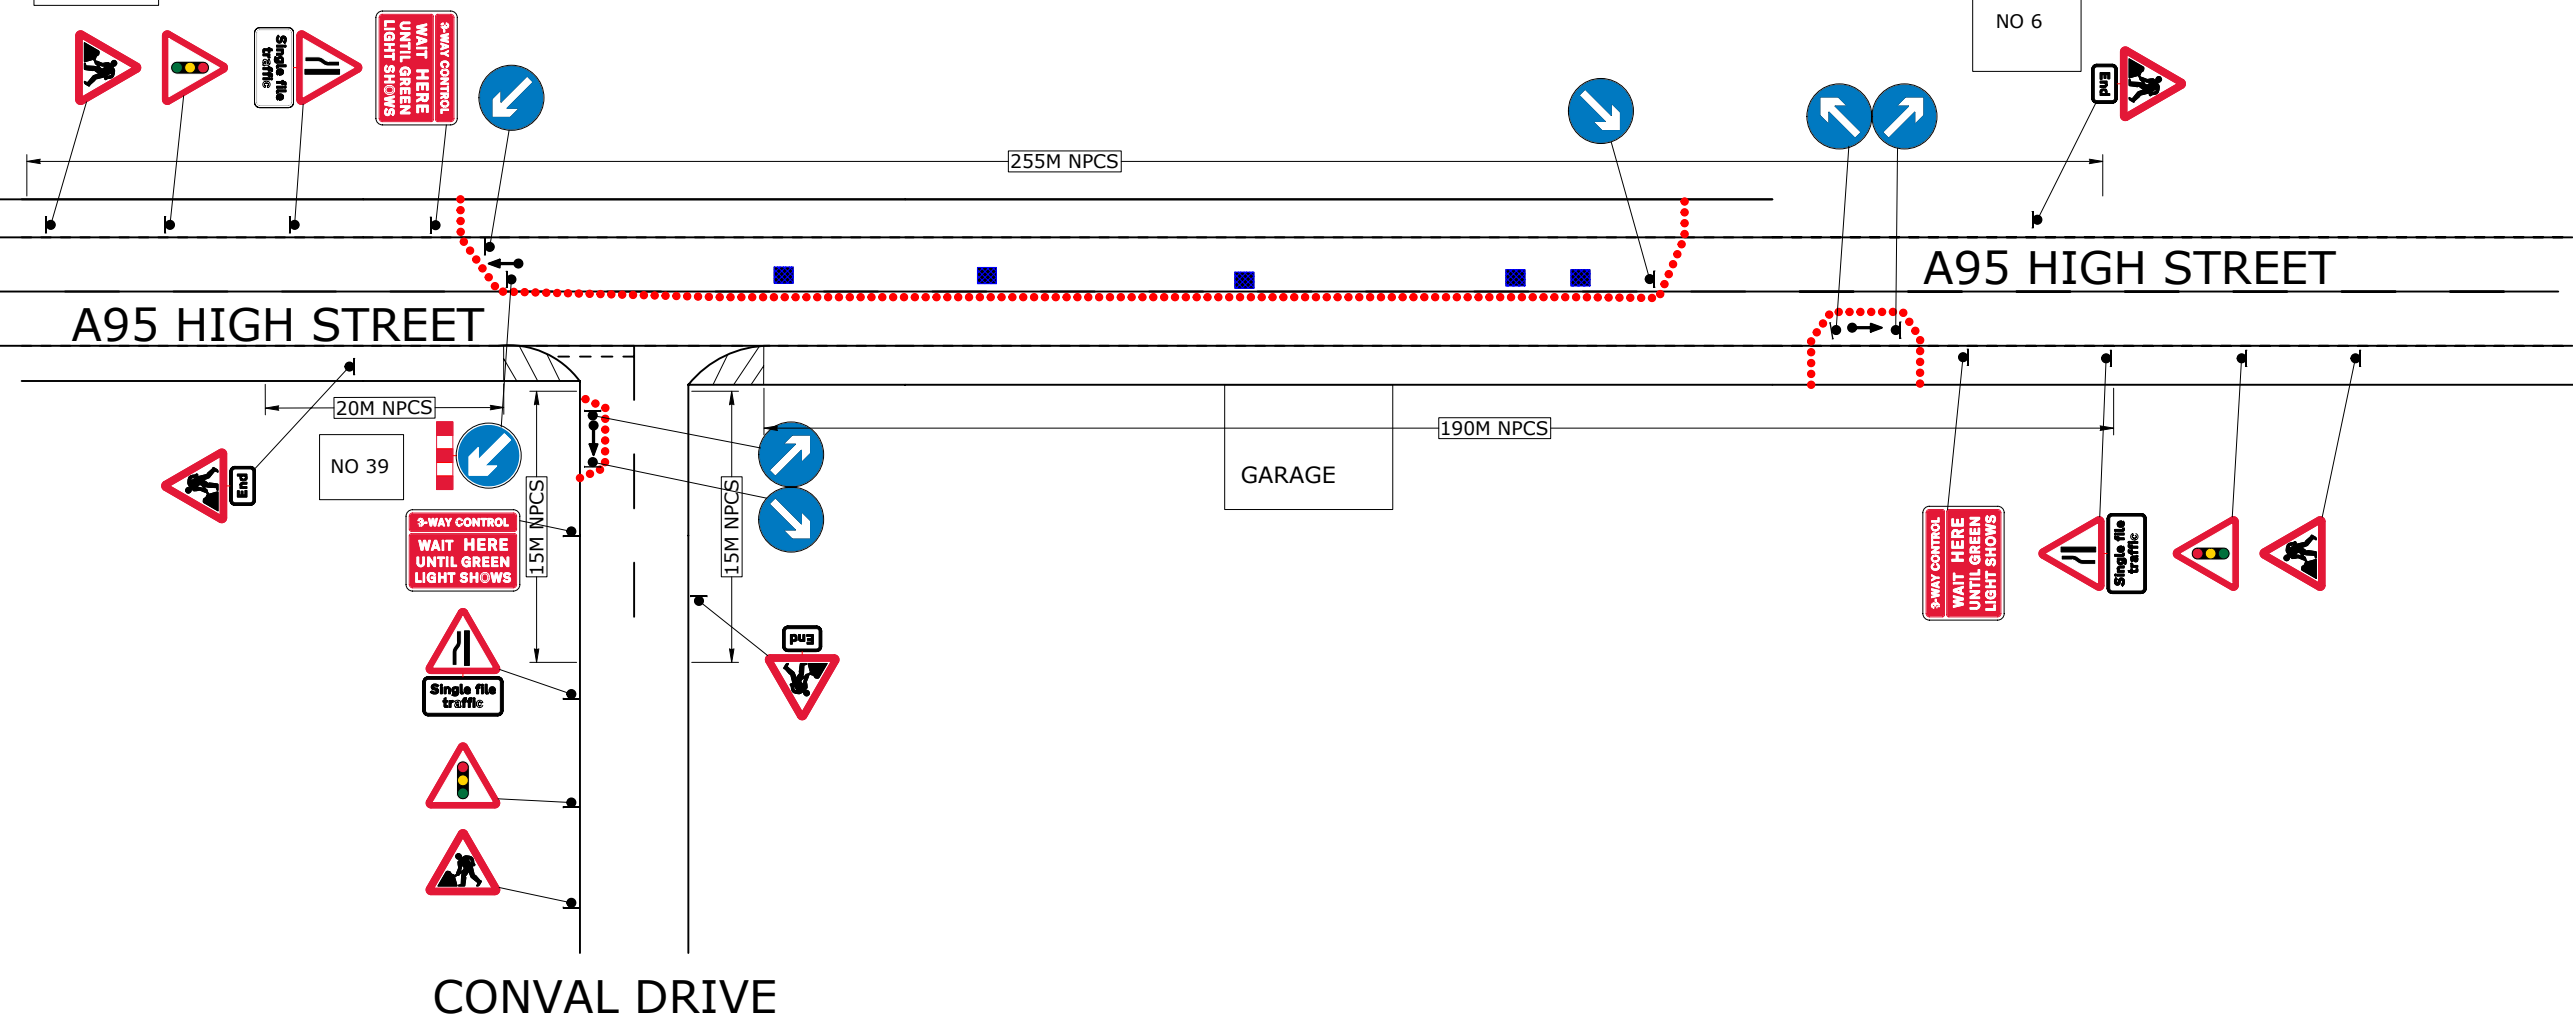 NO 6
Single file
traffic
3-WAY CONTROL
WAIT HERE
UNTIL GREEN
LIGHT SHOWS
End
255M NPCS
A95 HIGH STREET
A95 HIGH STREET
20M NPCS
190M NPCS
NO 39
End
15M NPCS
15M NPCS
GARAGE
3-WAY CONTROL
WAIT HERE
UNTIL GREEN
LIGHT SHOWS
3-WAY CONTROL
WAIT HERE
UNTIL GREEN
LIGHT SHOWS
Single file
traffic
End
Single file
traffic
CONVAL DRIVE